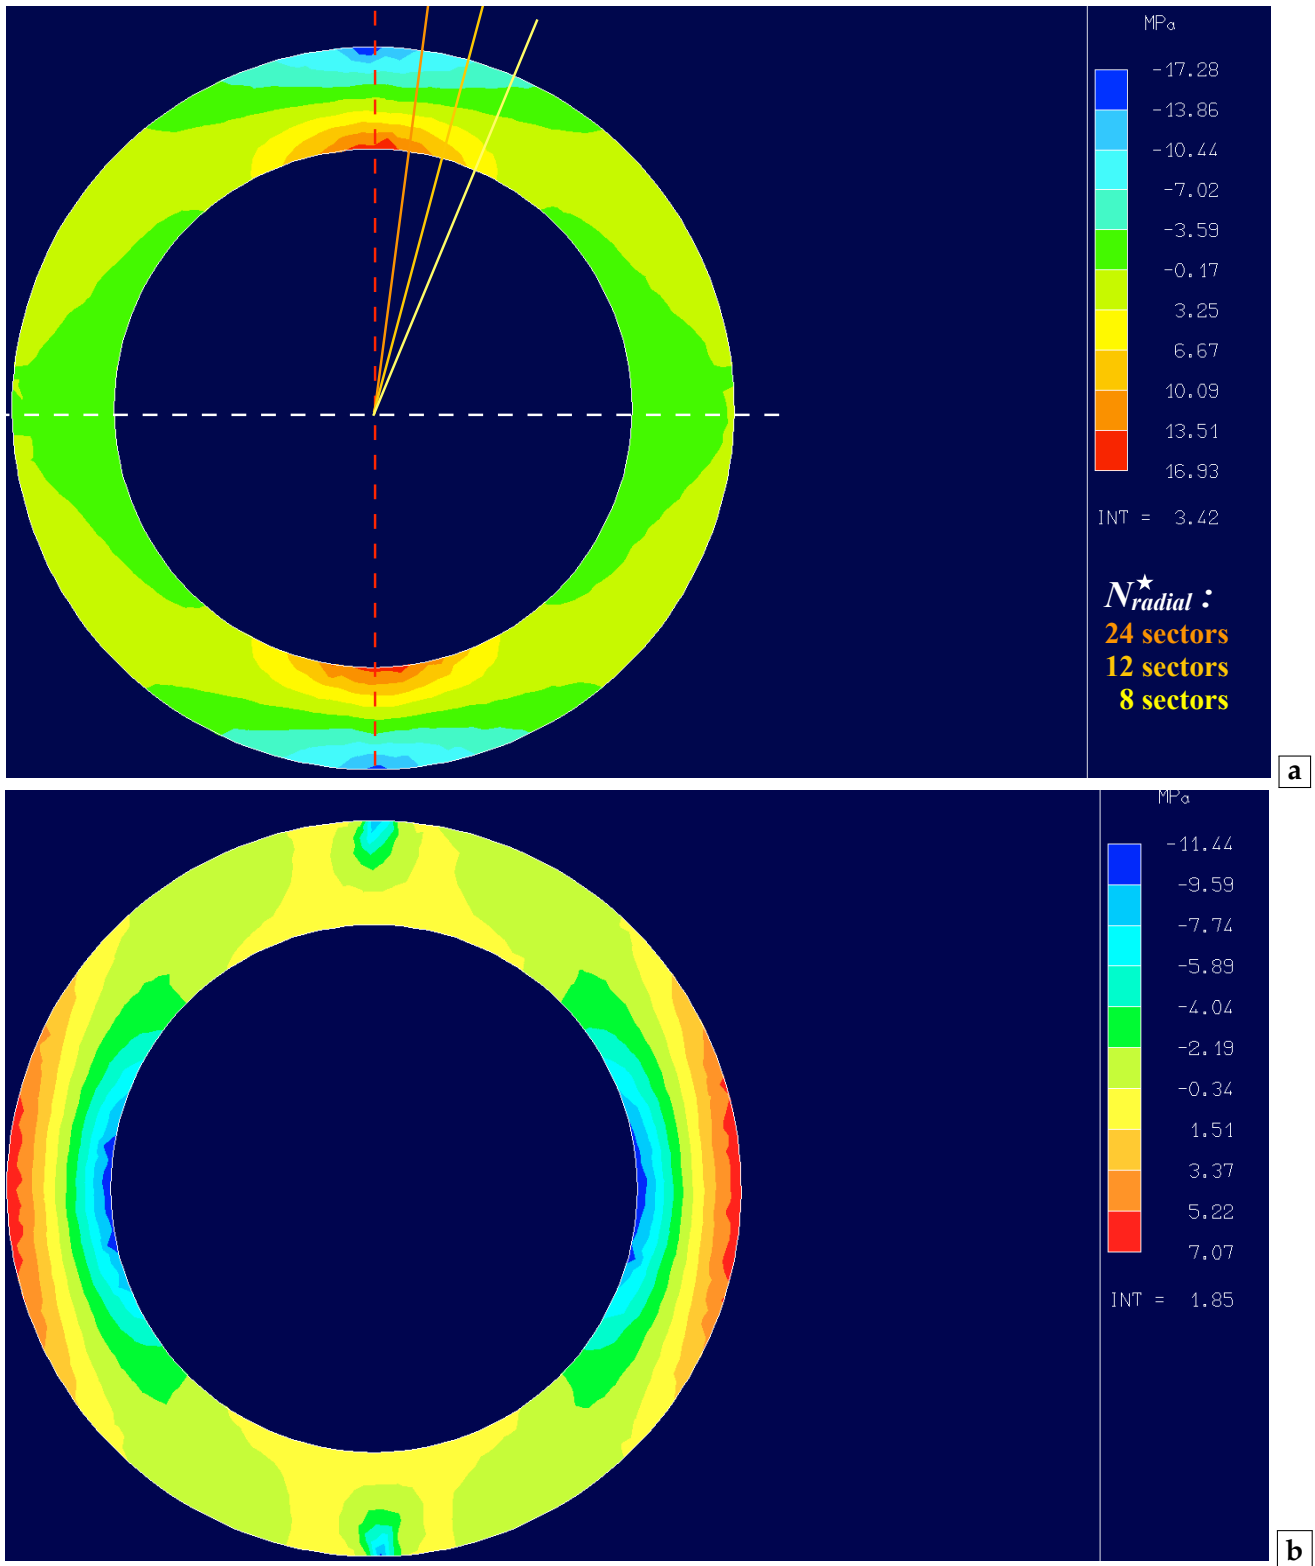 MPa
-17.28
-13.86
-10.44
-7.02
-3.59
-0.17
3.25
6.67
10.09
13.51
16.93
INT = 3.42
N★radial :
24 sectors
12 sectors
8 sectors
a
MPa
-11.44
-9.59
-7.74
-5.89
-4.04
-2.19
-0.34
1.51
3.37
5.22
7.07
INT = 1.85
b